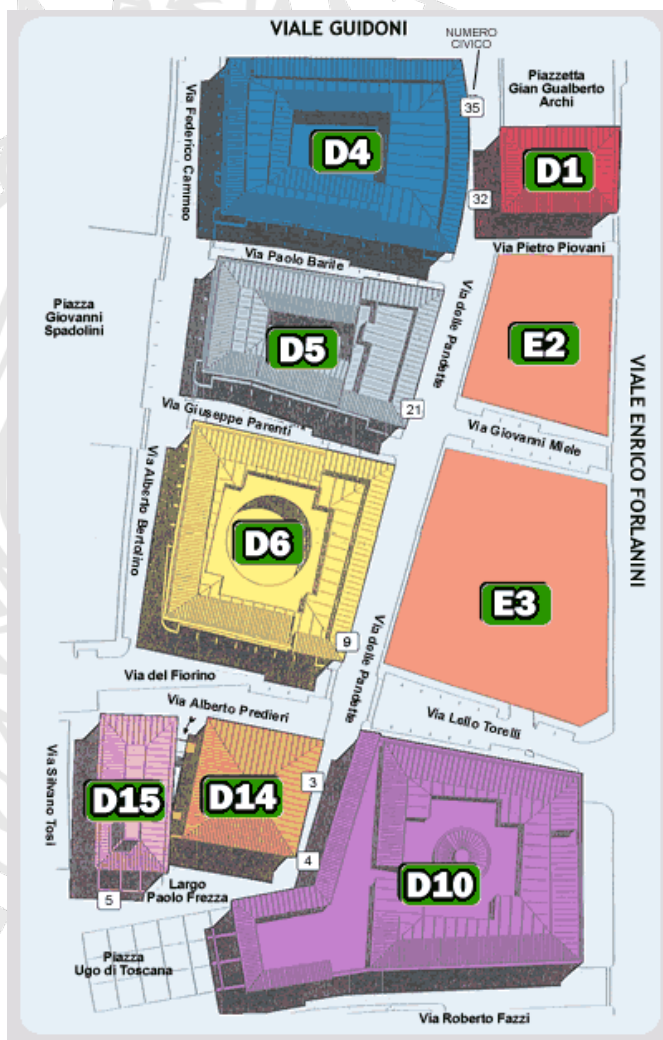 VIALE GUIDONI
NUMERO
CIVICO
Piazzetta
Gian Gualberto
Archi
Via Federico Cammeo
35
D4
D1
32
Via Pietro Piovani
Via Paolo Barile
Piazza
Giovanni
Spadolini
Via delle Pandette
E2
D5
VIALE ENRICO FORLANINI
21
Via Giuseppe Parenti
Via Giovanni Miele
Via Alberto Bertolino
D6
E3
9
Via delle Pandette
Via del Fiorino
Via Alberto Predieri
Via Lello Torelli
Via Silvano Tosi
D15
D14
3
4
D10
Largo
Paolo Frezza
5
Piazza
Ugo di Toscana
Via Roberto Fazzi